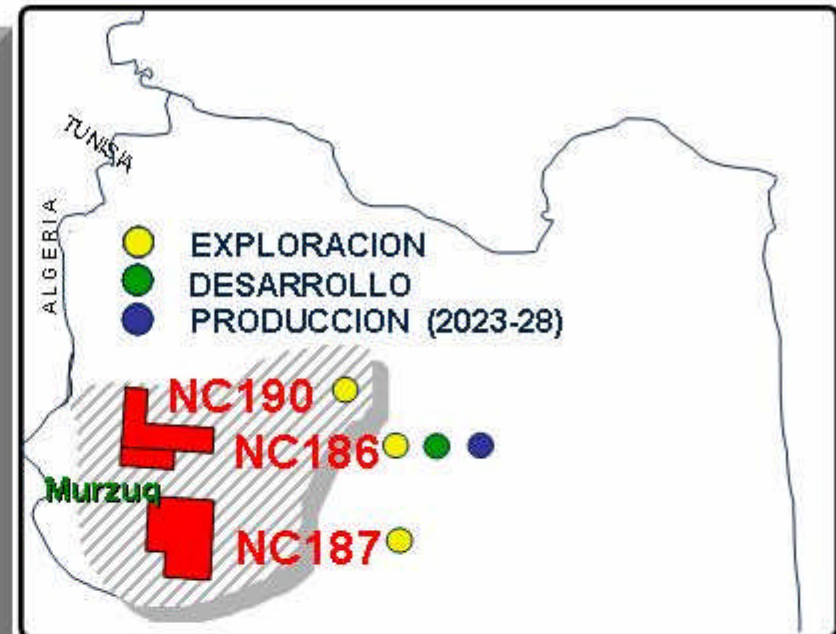 TUNISIA
ALGERIA
EXPLORACION
DESARROLLO
PRODUCCION (2023-28)
NC190
NC186
Murzuq
NC187